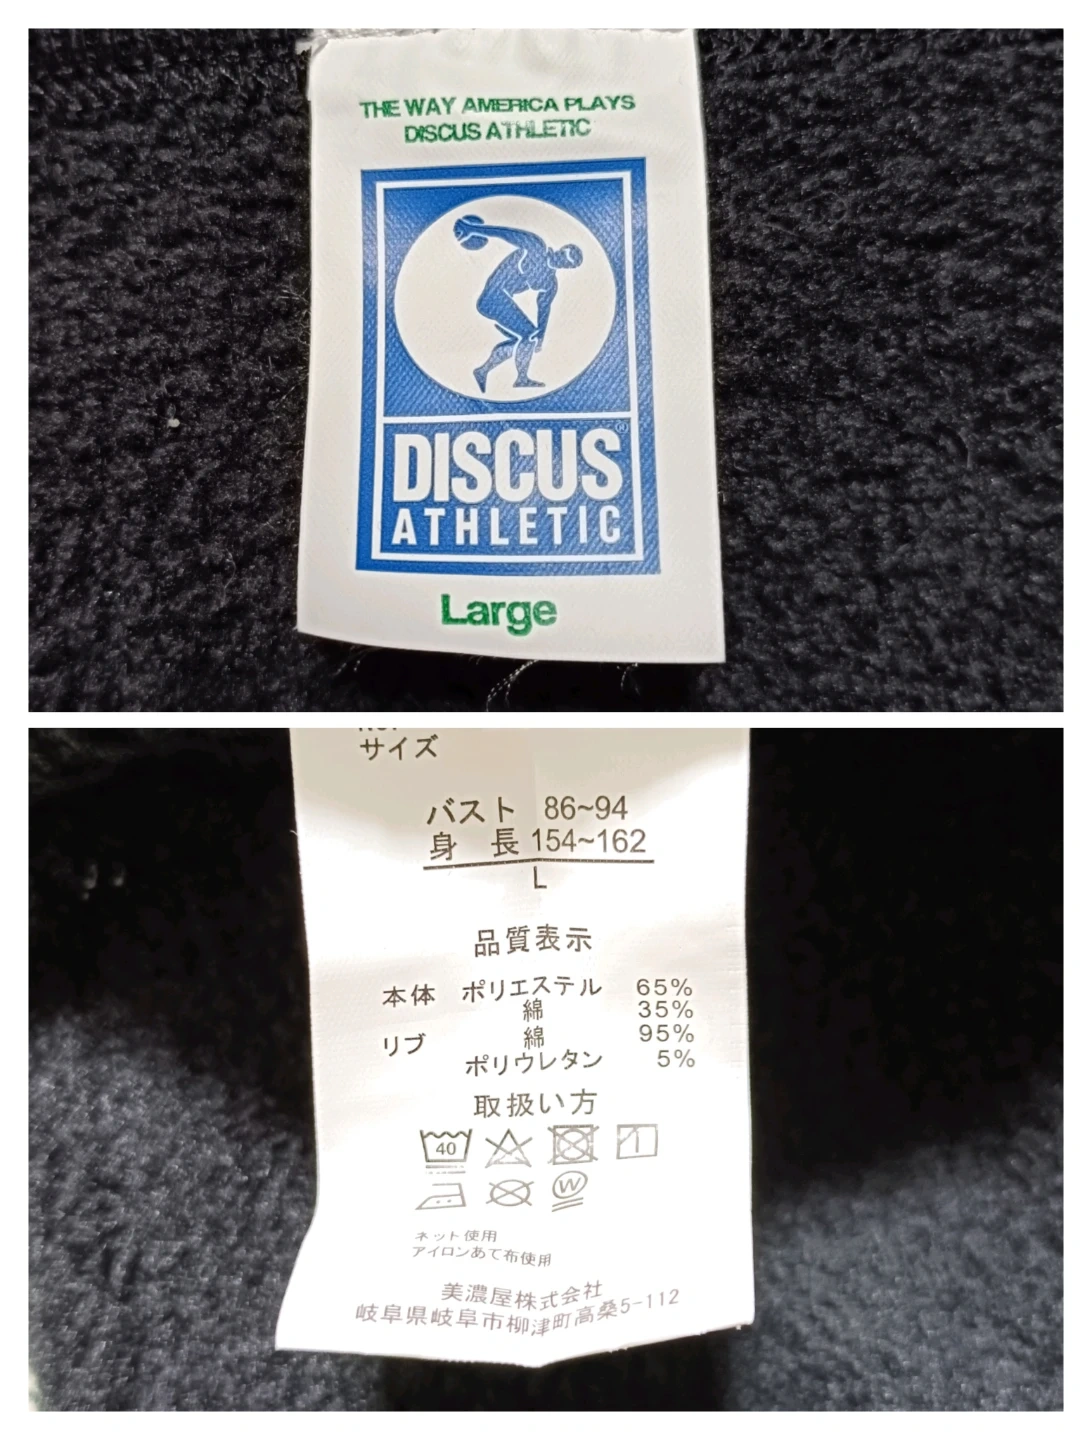 THE WAY AMERICA PLAYS
DISCUS ATHLETIC
DISCUS®
ATHLETIC
Large
サイズ
バスト 86~94
身 長 154~162
L
品質表示
本体 ポリエステル 65%
綿 35%
リブ 綿 95%
ポリウレタン 5%
取扱い方
40
W
ネット使用
アイロンあて布使用
美濃屋株式会社
岐阜県岐阜市柳津町高桑5-112